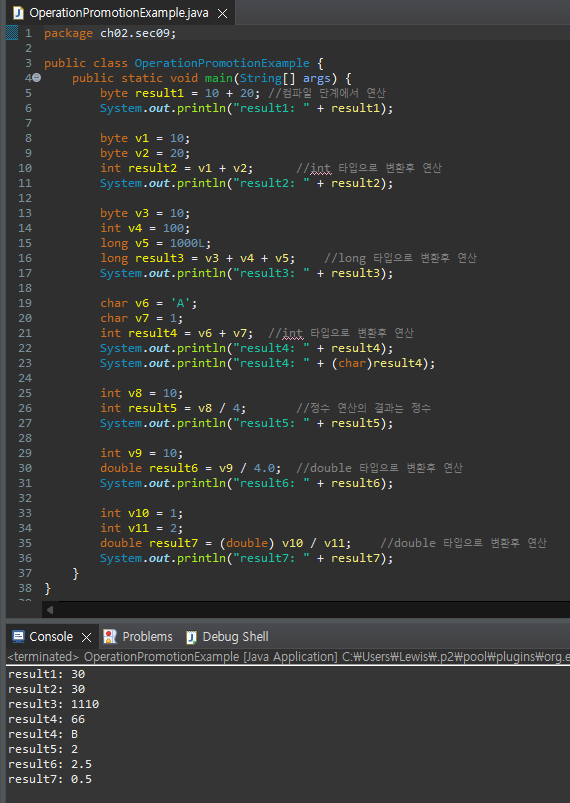 OperationPromotionExample.java
1 package ch02.sec09;
2
3 public class OperationPromotionExample {
4 public static void main(String[] args) {
5 byte result1 = 10 + 20; //컴파일 단계에서 연산
6 System.out.println("result1: " + result1);
7
8 byte v1 = 10;
9 byte v2 = 20;
10 int result2 = v1 + v2; //int 타입으로 변환후 연산
11 System.out.println("result2: " + result2);
12
13 byte v3 = 10;
14 int v4 = 100;
15 long v5 = 1000L;
16 long result3 = v3 + v4 + v5; //long 타입으로 변환후 연산
17 System.out.println("result3: " + result3);
18
19 char v6 = 'A';
20 char v7 = 1;
21 int result4 = v6 + v7; //int 타입으로 변환후 연산
22 System.out.println("result4: " + result4);
23 System.out.println("result4: " + (char)result4);
24
25 int v8 = 10;
26 int result5 = v8 / 4; //정수 연산의 결과는 정수
27 System.out.println("result5: " + result5);
28
29 int v9 = 10;
30 double result6 = v9 / 4.0; //double 타입으로 변환후 연산
31 System.out.println("result6: " + result6);
32
33 int v10 = 1;
34 int v11 = 2;
35 double result7 = (double) v10 / v11; //double 타입으로 변환후 연산
36 System.out.println("result7: " + result7);
37 }
38 }
Console Problems Debug Shell
<terminated> OperationPromotionExample [Java Application] C:₩Users₩Lewis₩.p2₩pool₩plugins₩org.e
result1: 30
result2: 30
result3: 1110
result4: 66
result4: B
result5: 2
result6: 2.5
result7: 0.5